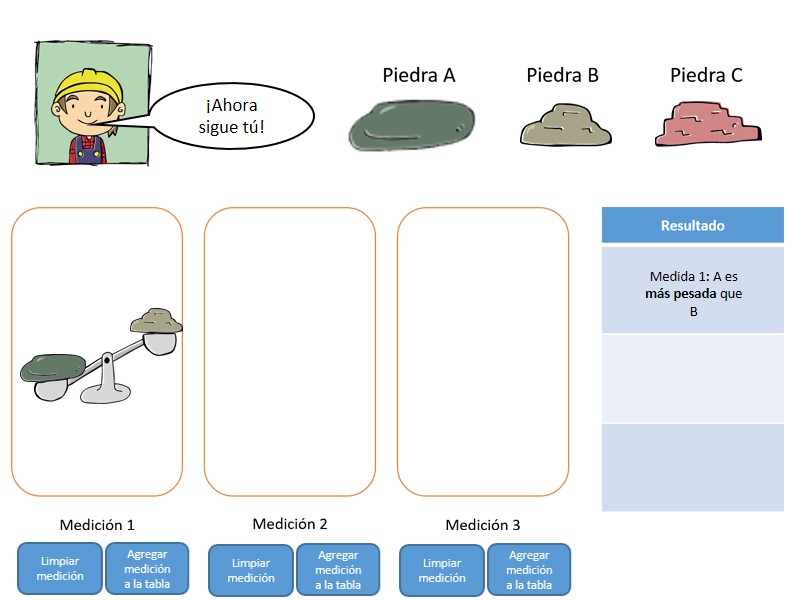 ¡Ahora
sigue tú!
Piedra A
Piedra B
Piedra C
Resultado
Medida 1: A es
más pesada que
B
Medición 1
Medición 2
Medición 3
Limpiar
medición
Agregar
medición
a la tabla
Limpiar
medición
Agregar
medición
a la tabla
Limpiar
medición
Agregar
medición
a la tabla